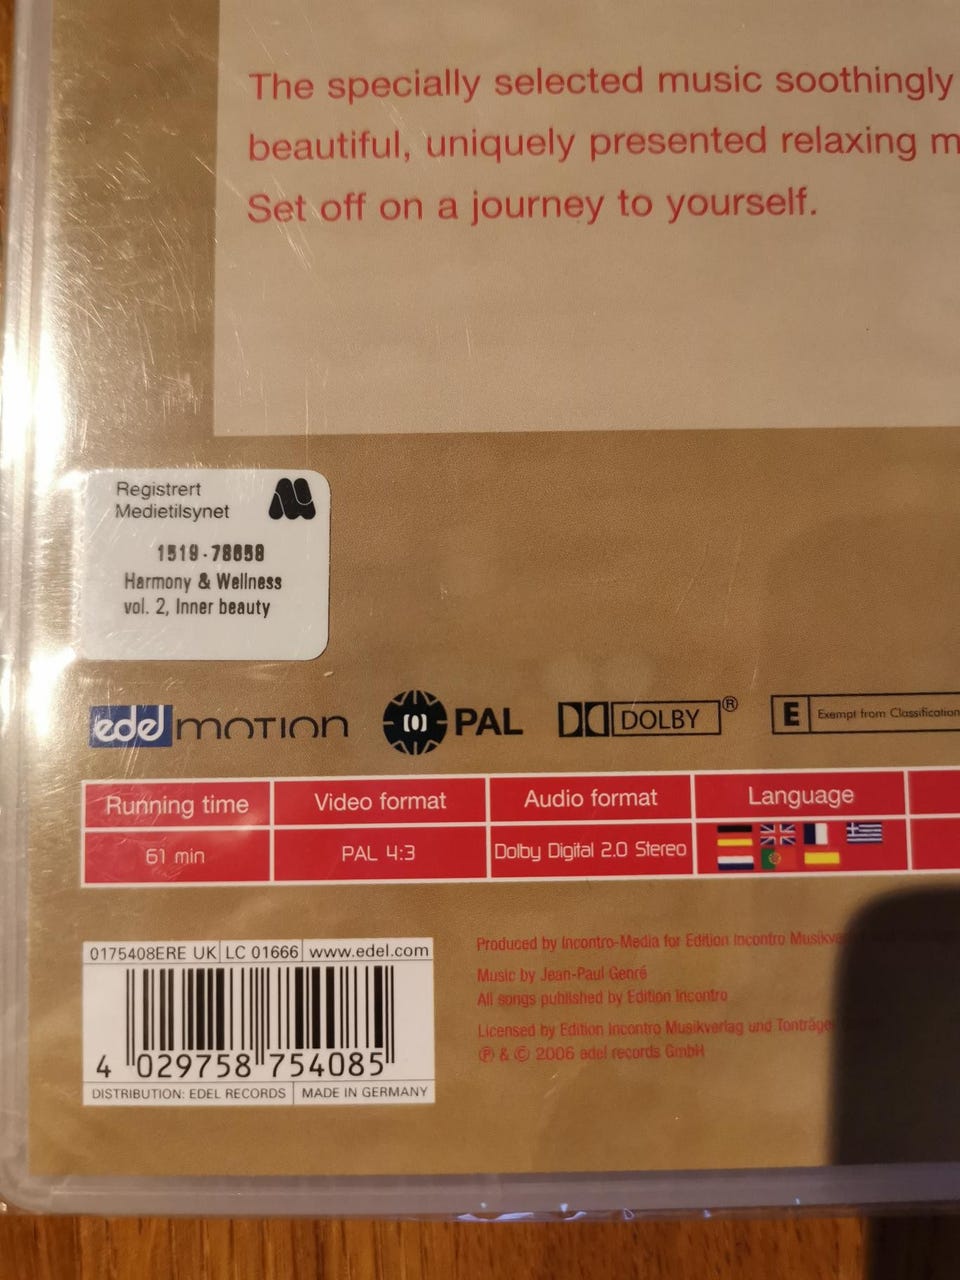 The specially selected music soothingly
beautiful, uniquely presented relaxing
Set off on a journey to yourself.
Registrert
Medietilsynet
Harmony & Wellness
vol. 2, Inner beauty
edel MOTION
PAL
DOLBY ®
E Exempt from Classification
Running time Video format Audio format Language
61 min PAL 4:3 Dolby Digital 2.0 Stereo
0175408ERE UK LC 01666 www.edel.com
4 029758 754085
DISTRIBUTION: EDEL RECORDS MADE IN GERMANY
Produced by Incontro-Media for Edition Incontro
Music by Jean-Paul Genré
All songs published by Edition Incontro
Licensed by Edition Incontro Musikverlag und
℗ & © 2006 edel records GmbH